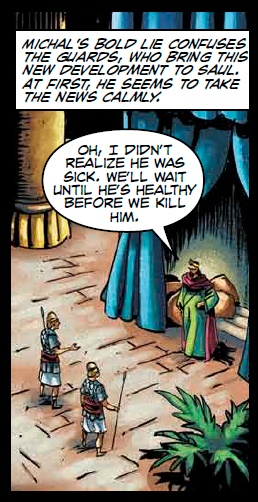 MICHAL'S BOLD LIE CONFUSES
THE GUARDS, WHO BRING THIS
NEW DEVELOPMENT TO SAUL.
AT FIRST, HE SEEMS TO TAKE
THE NEWS CALMLY.
OH, I DIDN'T
REALIZE HE WAS
SICK. WE'LL WAIT
UNTIL HE'S HEALTHY
BEFORE WE KILL
HIM.